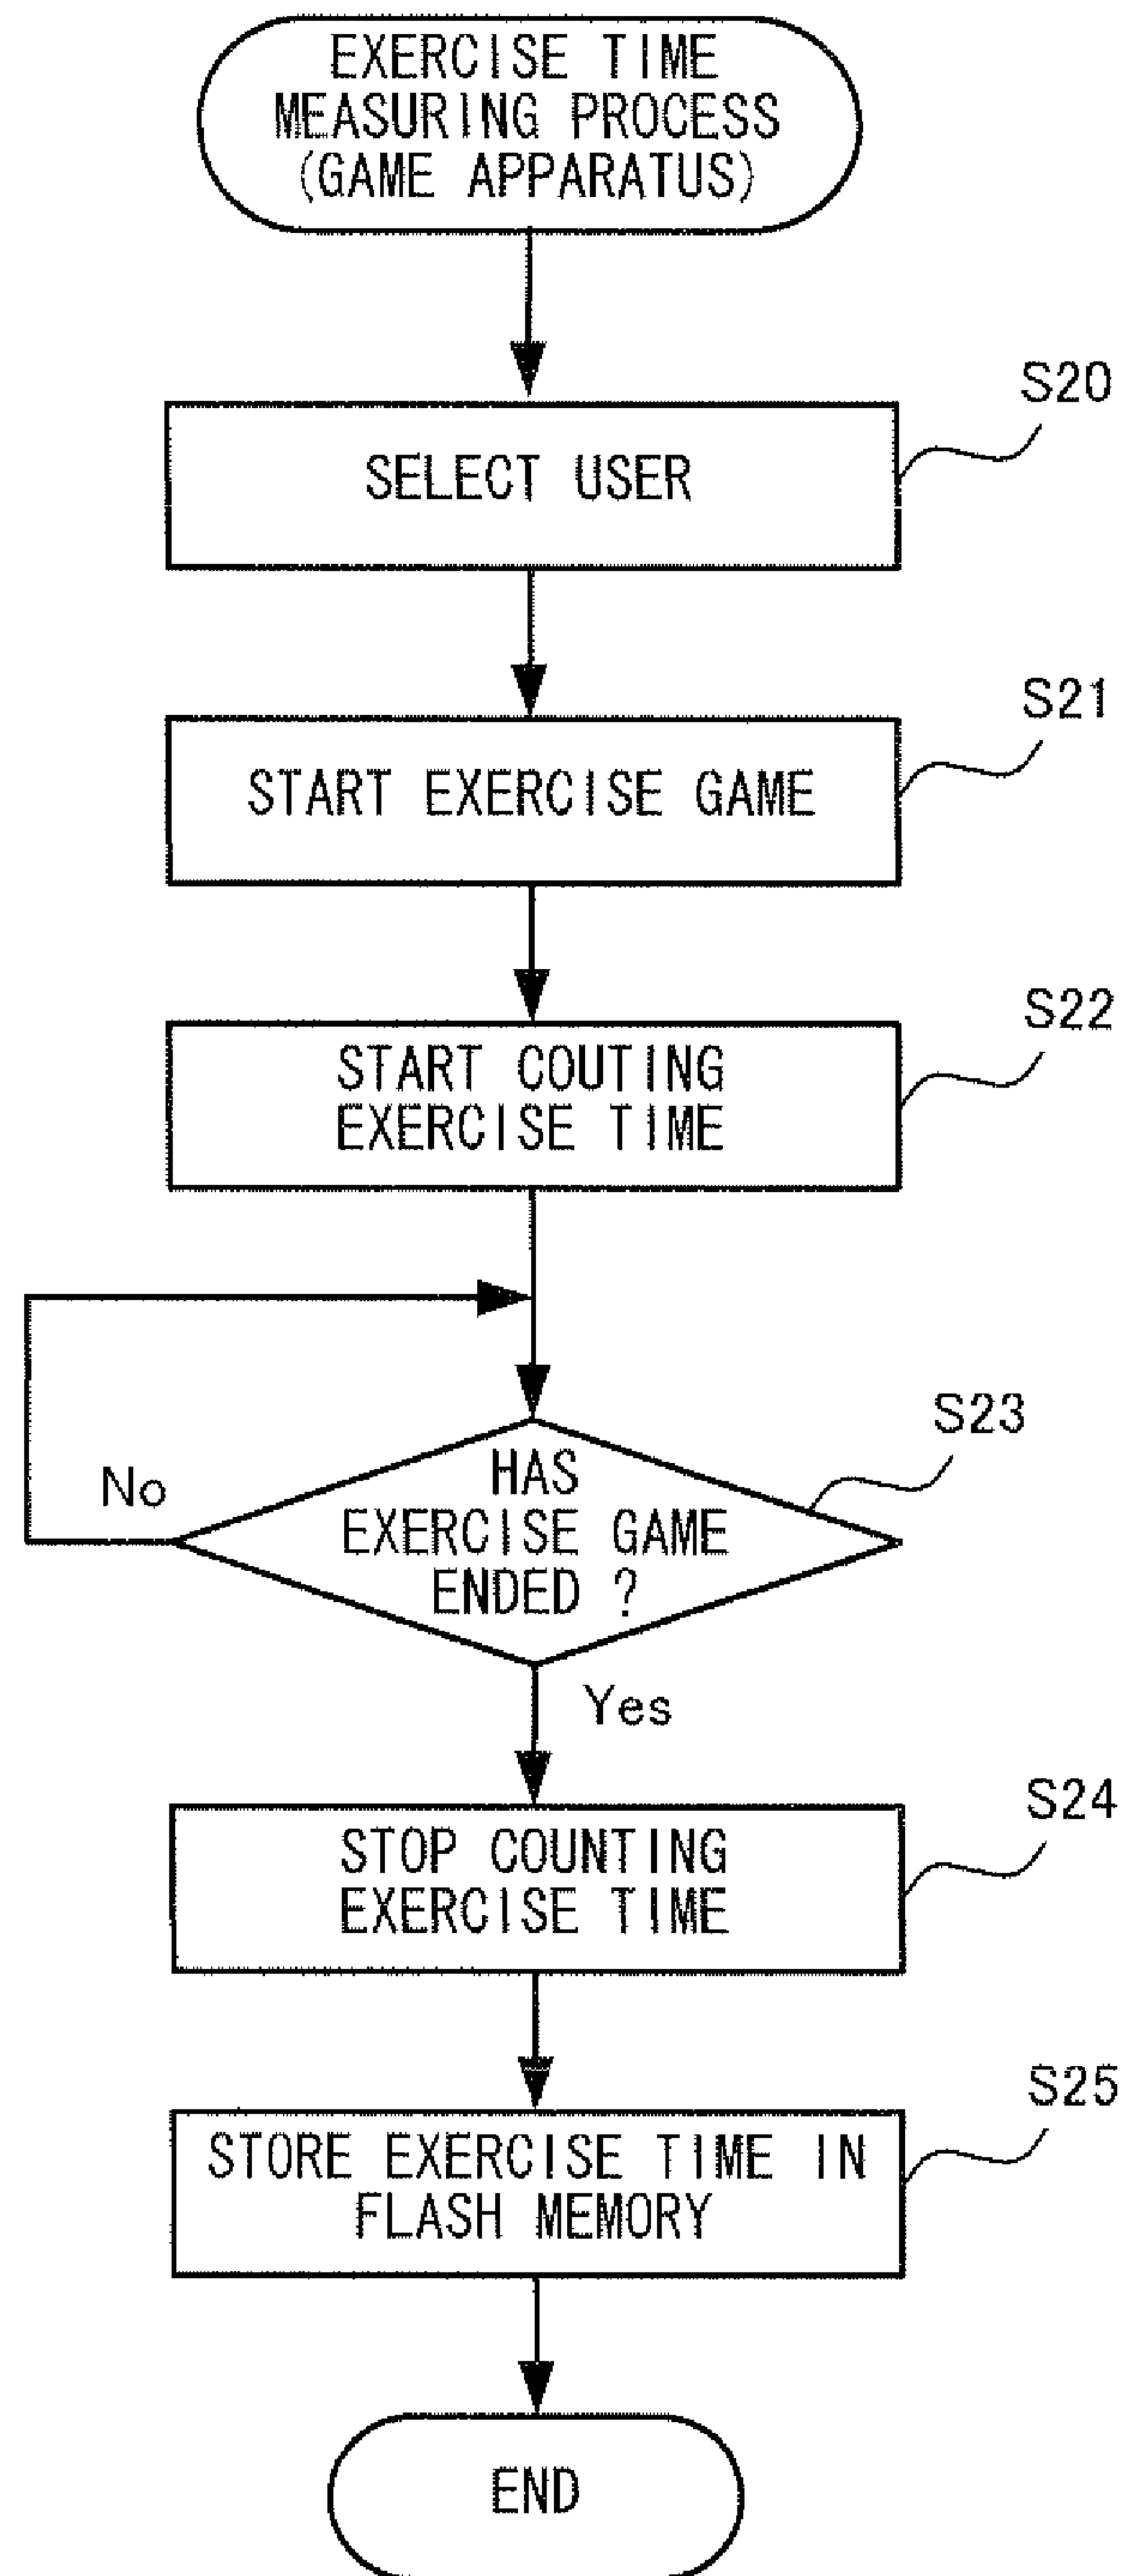 EXERCISE TIME
MEASURING PROCESS
(GAME APPARATUS)
S20
SELECT USER
S21
START EXERCISE GAME
S22
START COUTING
EXERCISE TIME
S23
HAS
EXERCISE GAME
ENDED ?
No
Yes
S24
STOP COUNTING
EXERCISE TIME
S25
STORE EXERCISE TIME IN
FLASH MEMORY
END